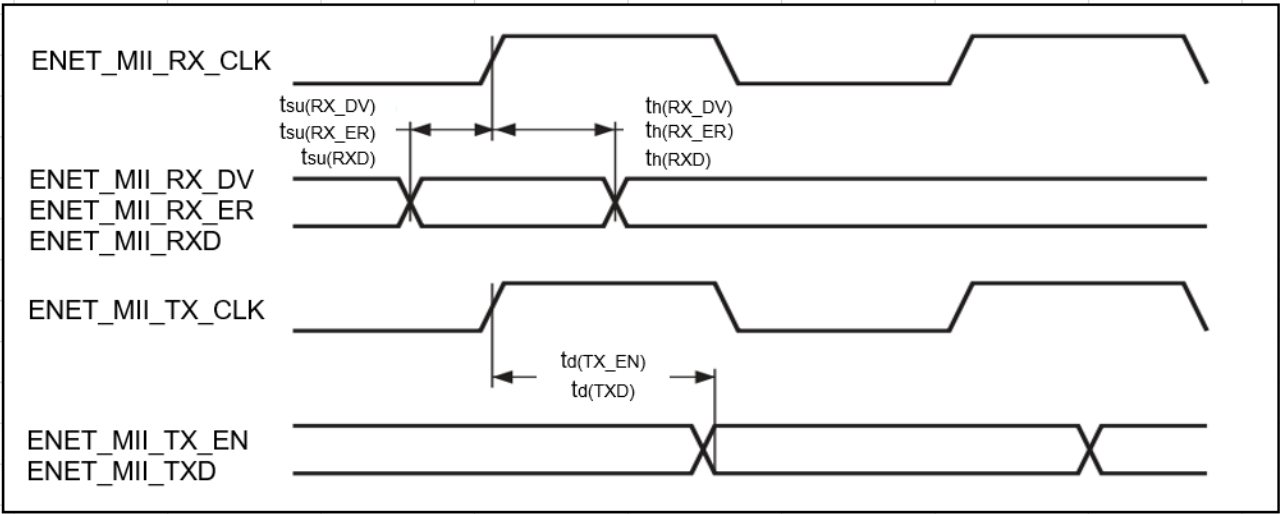 ENET_MII_RX_CLK
tsu(RX_DV)
tsu(RX_ER)
tsu(RXD)
th(RX_DV)
th(RX_ER)
th(RXD)
ENET_MII_RX_DV
ENET_MII_RX_ER
ENET_MII_RXD
ENET_MII_TX_CLK
td(TX_EN)
td(TXD)
ENET_MII_TX_EN
ENET_MII_TXD